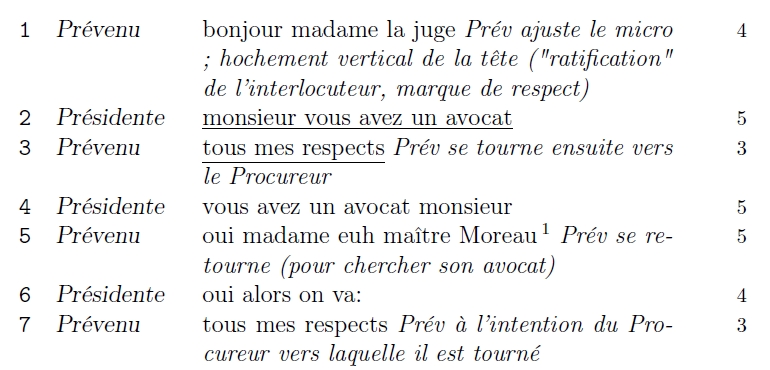 1 Prévenu bonjour madame la juge Prév ajuste le micro 4
; hochement vertical de la tête ("ratification"
de l'interlocuteur, marque de respect)
2 Présidente monsieur vous avez un avocat 5
3 Prévenu tous mes respects Prév se tourne ensuite vers 3
le Procureur
4 Présidente vous avez un avocat monsieur 5
5 Prévenu oui madame euh maître Moreau 1 Prév se re- 5
tourne (pour chercher son avocat)
6 Présidente oui alors on va: 4
7 Prévenu tous mes respects Prév à l'intention du Pro- 3
cureur vers laquelle il est tourné